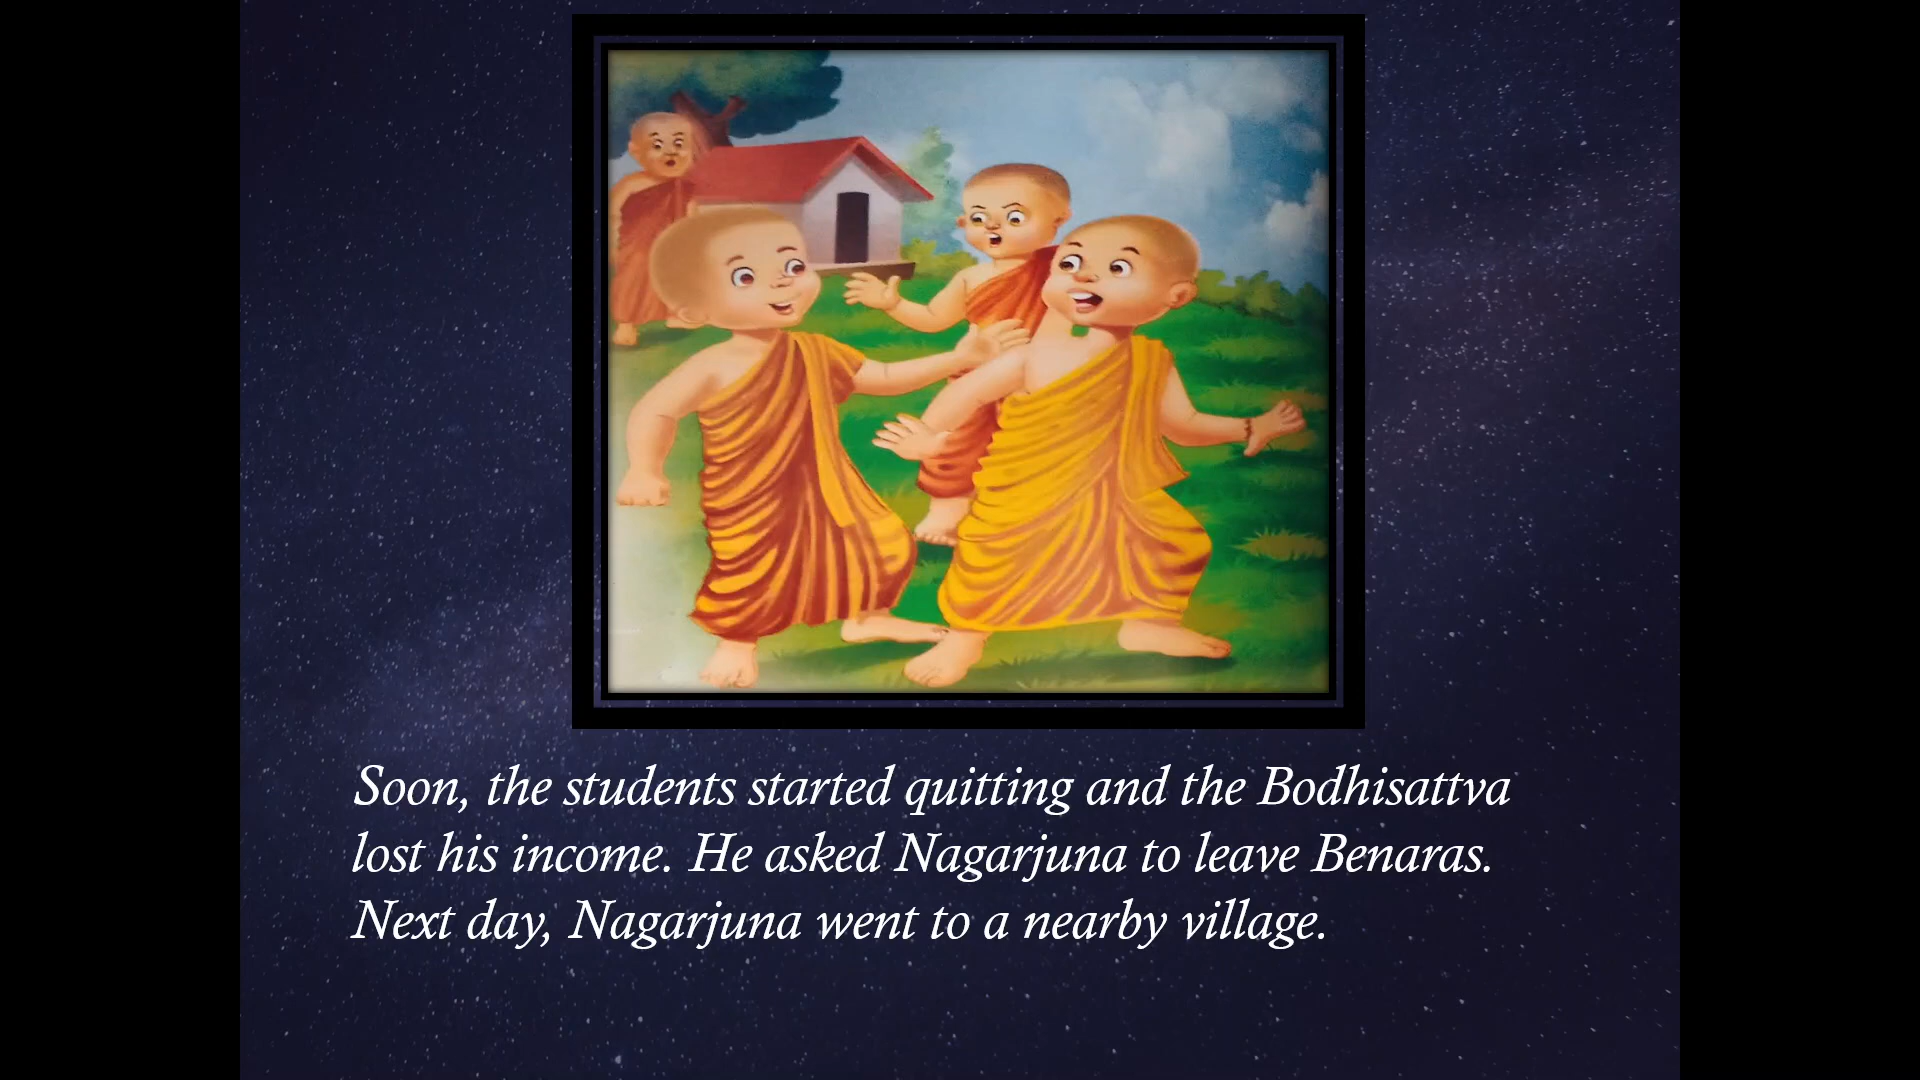 Soon, the students started quitting and the Bodhisattva
lost his income. He asked Nagarjuna to leave Benaras.
Next day, Nagarjuna went to a nearby village.